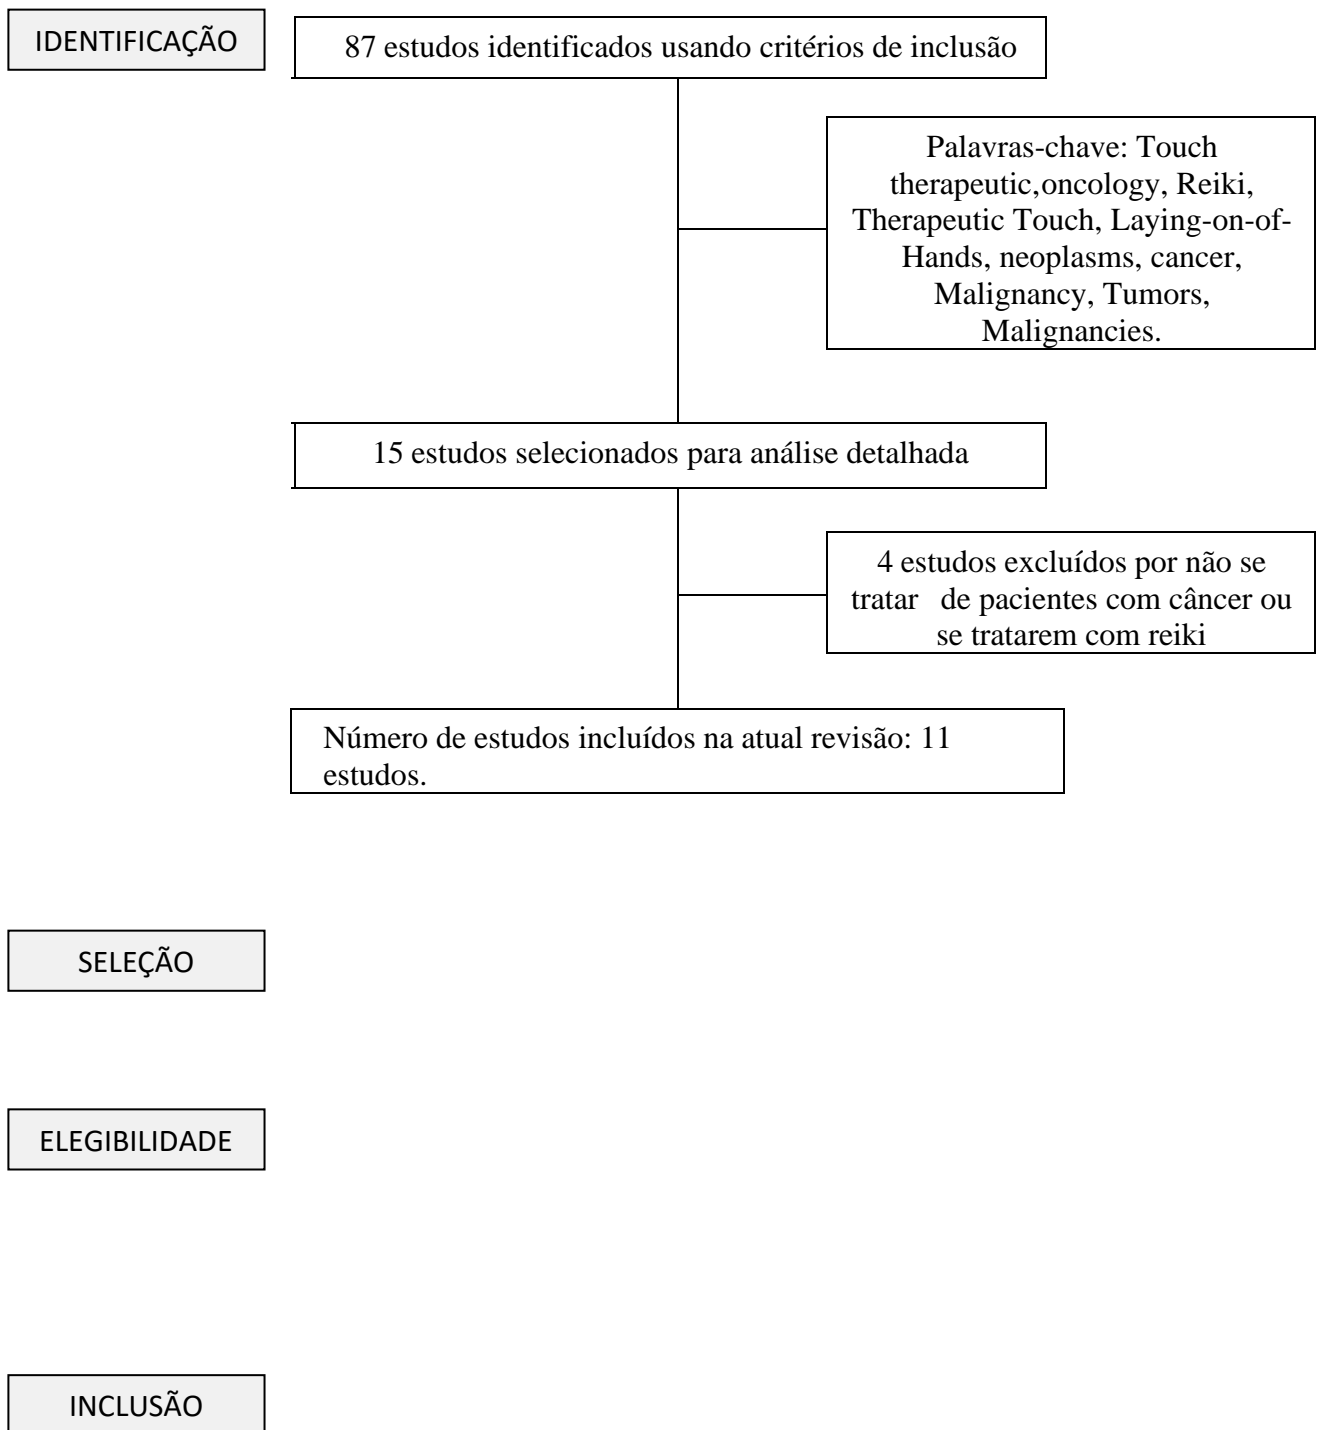 IDENTIFICAÇÃO
87 estudos identificados usando critérios de inclusão
Palavras-chave: Touch
therapeutic,oncology, Reiki,
Therapeutic Touch, Laying-on-of-
Hands, neoplasms, cancer,
Malignancy, Tumors,
Malignancies.
15 estudos selecionados para análise detalhada
4 estudos excluídos por não se
tratar de pacientes com câncer ou
se tratarem com reiki
Número de estudos incluídos na atual revisão: 11
estudos.
SELEÇÃO
ELEGIBILIDADE
INCLUSÃO